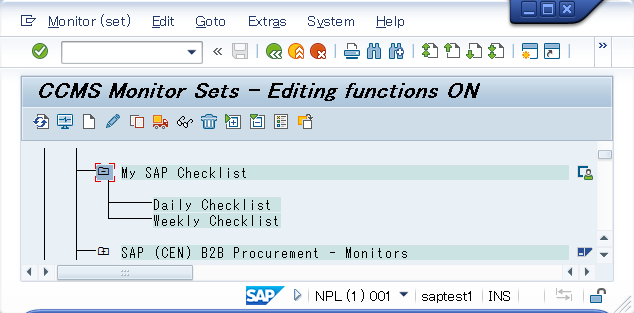 Monitor (set) Edit Goto Extras System Help
CCMS Monitor Sets - Editing functions ON
My SAP Checklist
Daily Checklist
Weekly Checklist
SAP (CEN) B2B Procurement - Monitors
SAP NPL (1) 001 saptest1 INS